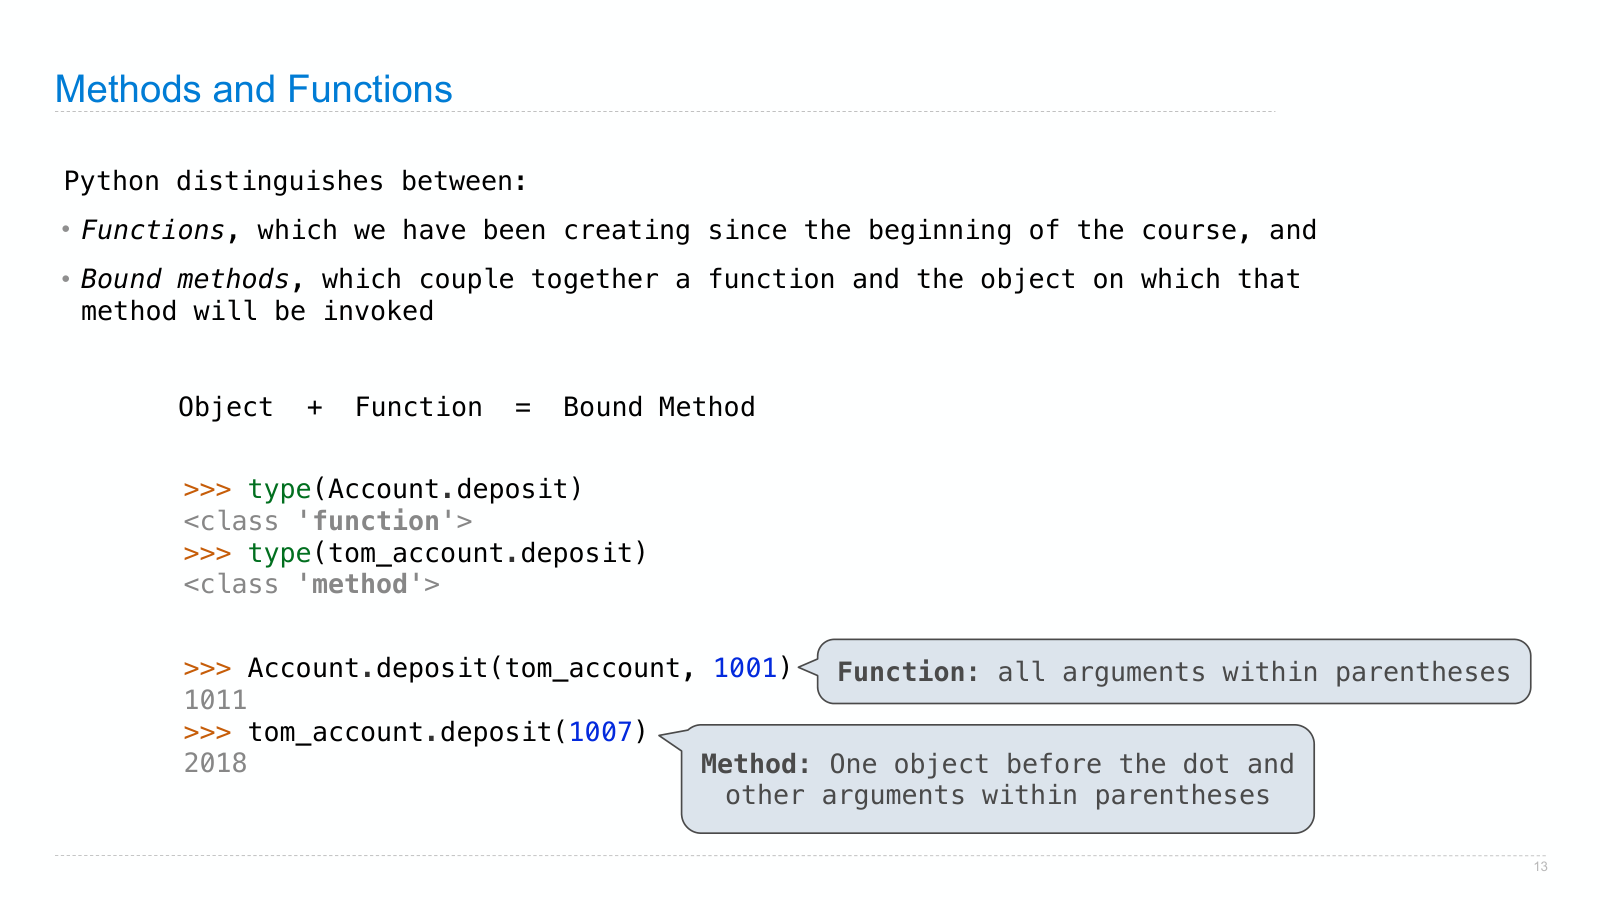 Methods and Functions
Python distinguishes between:
• Functions, which we have been creating since the beginning of the course, and
• Bound methods, which couple together a function and the object on which that
method will be invoked
Object + Function = Bound Method
>>> type(Account.deposit)
<class 'function'>
>>> type(tom_account.deposit)
<class 'method'>
>>> Account.deposit(tom_account, 1001)
Function: all arguments within parentheses
1011
>>> tom_account.deposit(1007)
2018
Method: One object before the dot and
other arguments within parentheses
13